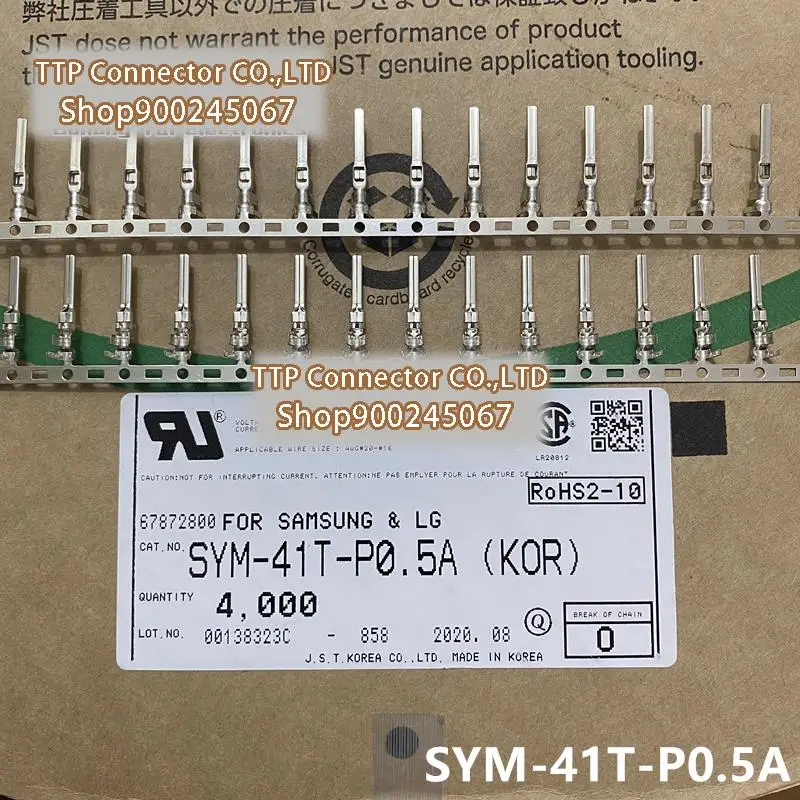 弊社圧着工具以外での圧着につきましては保証致しかねます。
JST dose not warrant the performance of product
JST genuine application tooling.
TTP Connector CO.,LTD
Shop900245067
Corrugated cardboard recycle
TTP Connector CO.,LTD
Shop900245067
RU®
APPLICABLE WIRE SIZE : AWG#20-#16
LR20812
CAUTION:NOT FOR INTERRUPTING CURRENT. ATTENTION:NE PAS EMPLYER POUR LA RUPTURE DE COURANT
RoHS2-10
67872800 FOR SAMSUNG & LG
CAT.NO. SYM-41T-P0.5A (KOR)
QUANTITY 4,000
LOT.NO. 00138323C - 858 2020. 08 Q
BREAK OF CHAIN
0
J.S.T.KOREA CO.,LTD. MADE IN KOREA
SYM-41T-P0.5A